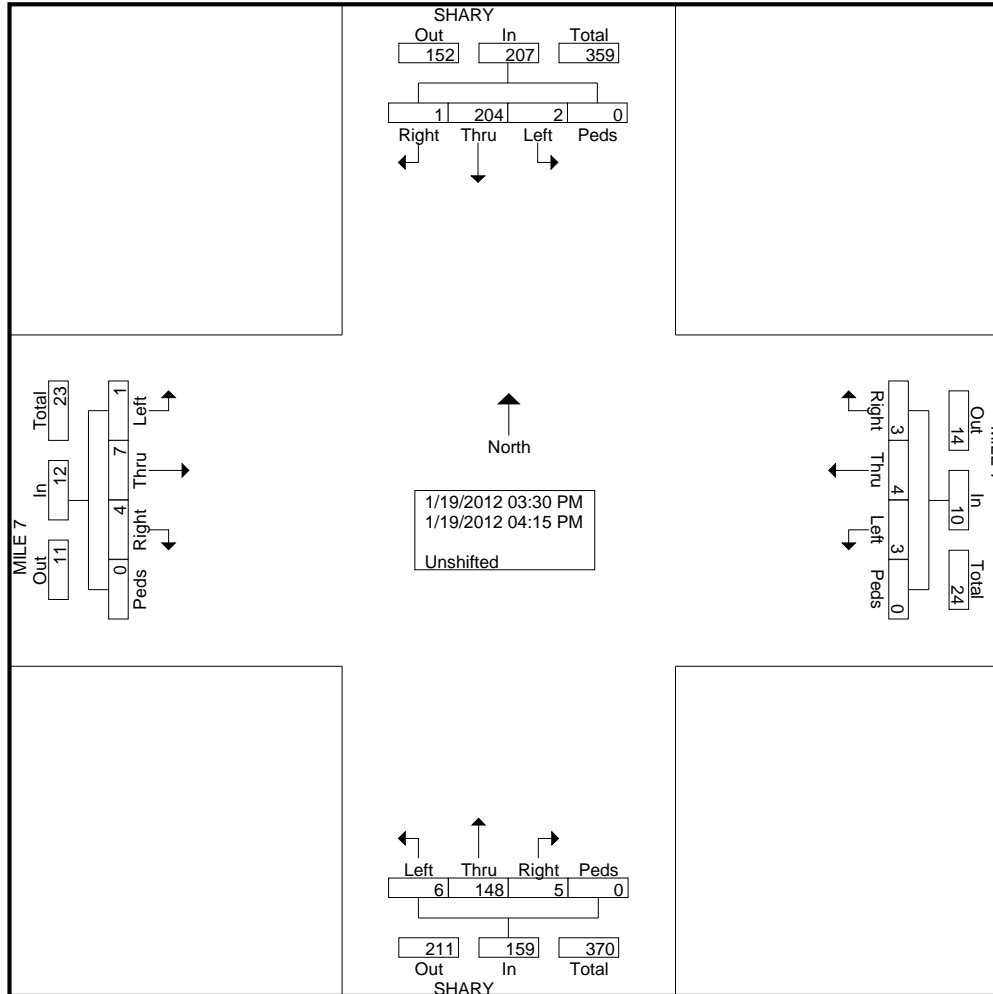 SHARY
Out In Total
152 207 359
1 204 2 0
Right Thru Left Peds
MILE 7
Out In Total
11 12 23
Left Thru Right Peds
1 7 4 0
North
1/19/2012 03:30 PM
1/19/2012 04:15 PM
Unshifted
Right Thru Left Peds
3 4 3 0
Out In Total
14 10 24
Left Thru Right Peds
6 148 5 0
211 159 370
Out In Total
SHARY